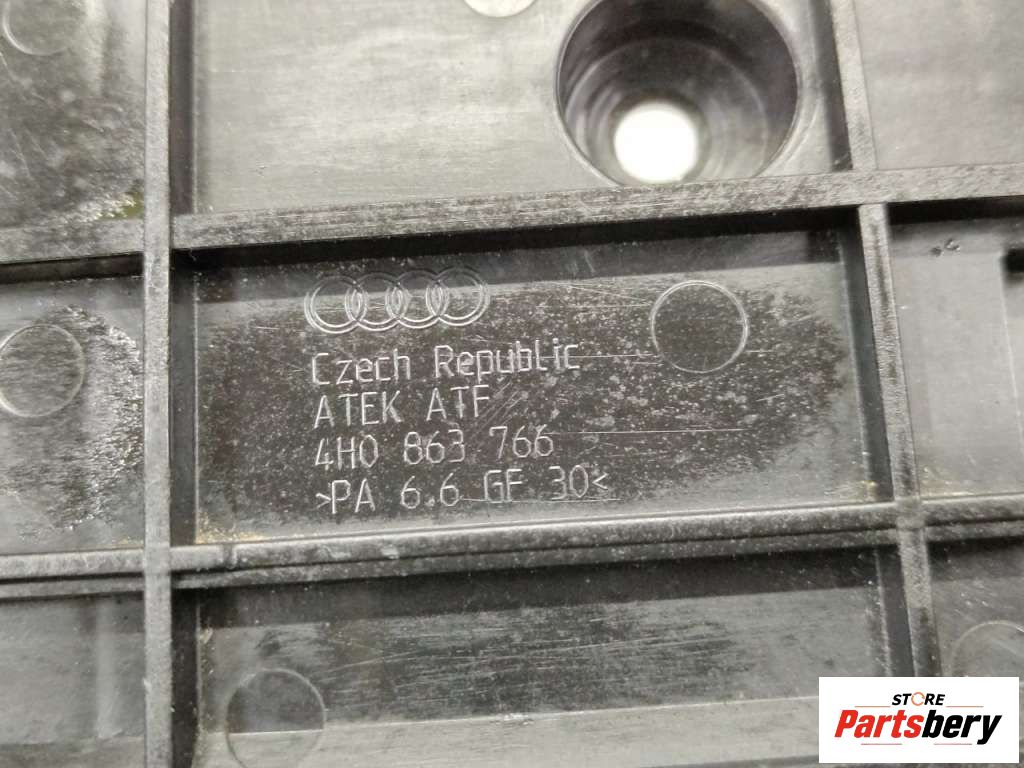 Czech Republic
ATEK ATF
4H0 863 766
>PA 6.6 GF 30<
STORE
Partsbery